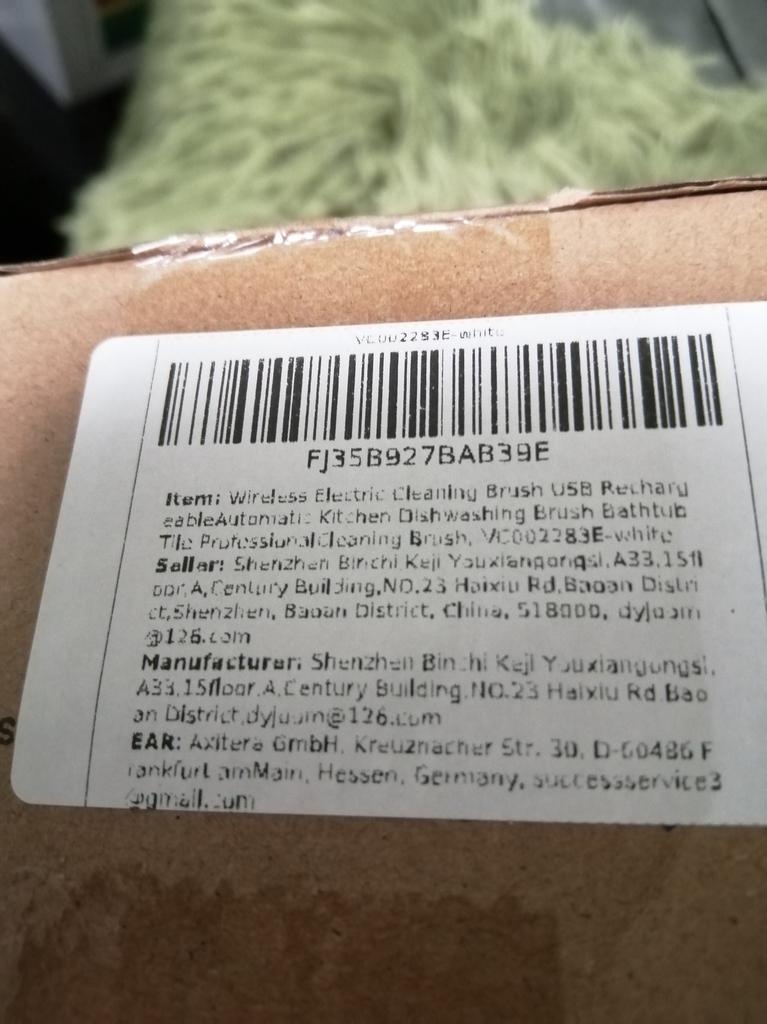 VC002283E-white
FJ35B927BAB39E
Item: Wireless Electric Cleaning Brush USB Recharg
eableAutomatic Kitchen Dishwashing Brush Bathtub
Tile ProfessionalCleaning Brush, VC002283E-white
Sallar: Shenzhen Binchi Keji Youxiangongsi,A33,15fl
oor,A,Century Building,NO.23 Haixiu Rd,Baoan Distri
ct,Shenzhen, Baoan District, China, 518000,
@126.com
Manufacturar: Shenzhen Binchi Keji Youxiangongsi,
A33,15floor,A,Century Building,NO.23 Haixiu Rd,Bao
an District,
EAR: Axitera GmbH, Kreuznacher Str. 30, D-60486 F
rankfurt amMain, Hessen, Germany, successservice3
@gmail.com
s